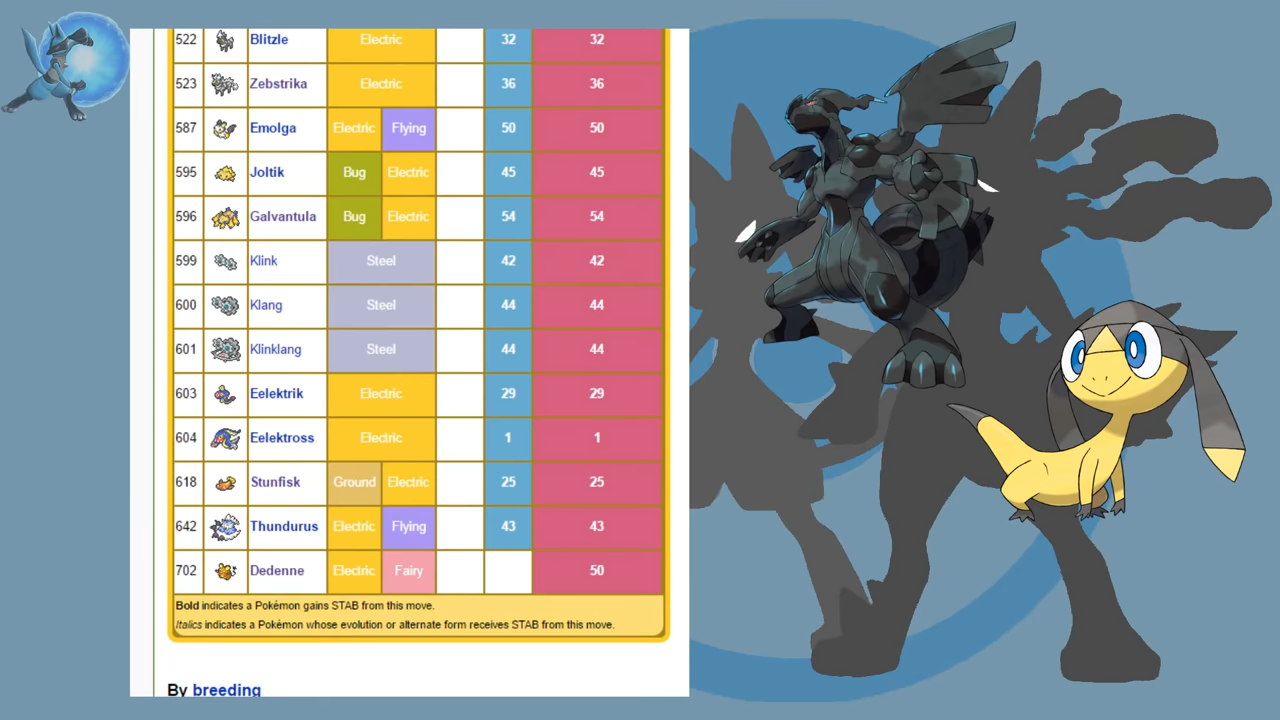 522 Blitzle Electric 32 32
523 Zebstrika Electric 36 36
587 Emolga Electric Flying 50 50
595 Joltik Bug Electric 45 45
596 Galvantula Bug Electric 54 54
599 Klink Steel 42 42
600 Klang Steel 44 44
601 Klinklang Steel 44 44
603 Eelektrik Electric 29 29
604 Eelektross Electric 1 1
618 Stunfisk Ground Electric 25 25
642 Thundurus Electric Flying 43 43
702 Dedenne Electric Fairy 50
Bold indicates a Pokémon gains STAB from this move.
Italics indicates a Pokémon whose evolution or alternate form receives STAB from this move.
By breeding